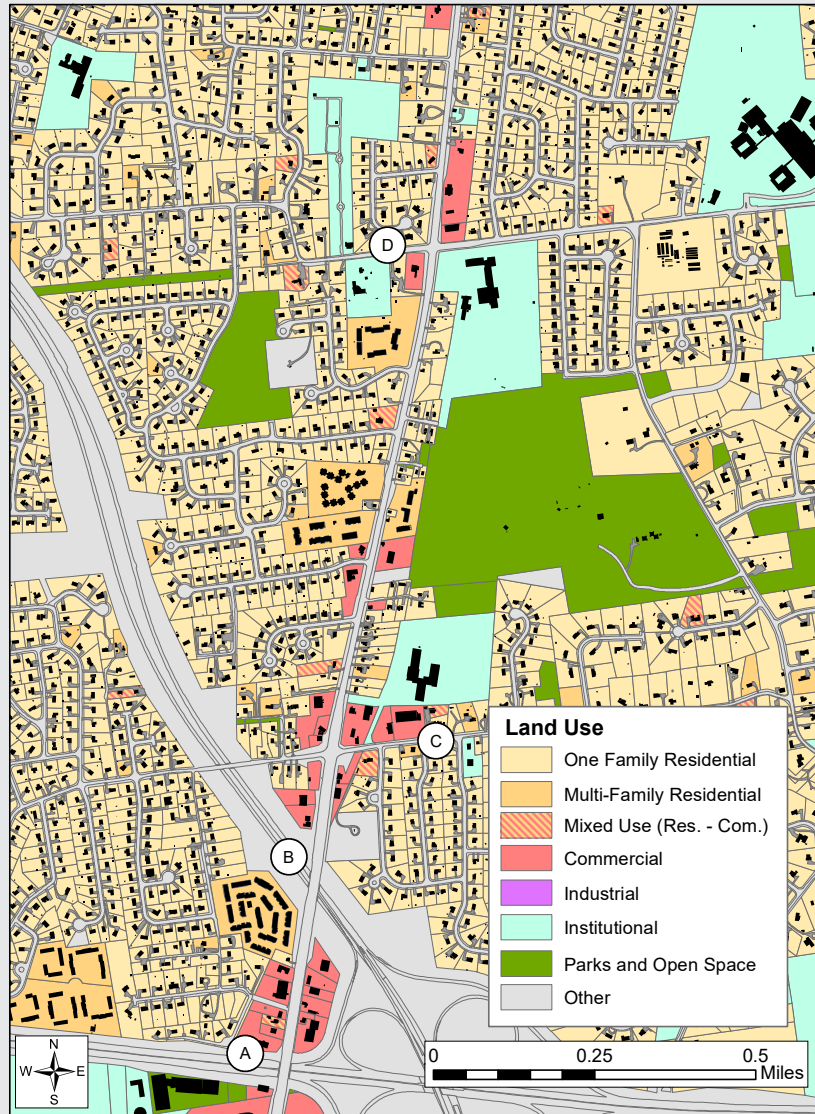 D
C
B
A
Land Use
One Family Residential
Multi-Family Residential
Mixed Use (Res. - Com.)
Commercial
Industrial
Institutional
Parks and Open Space
Other
N
W E
S
0 0.25 0.5
Miles